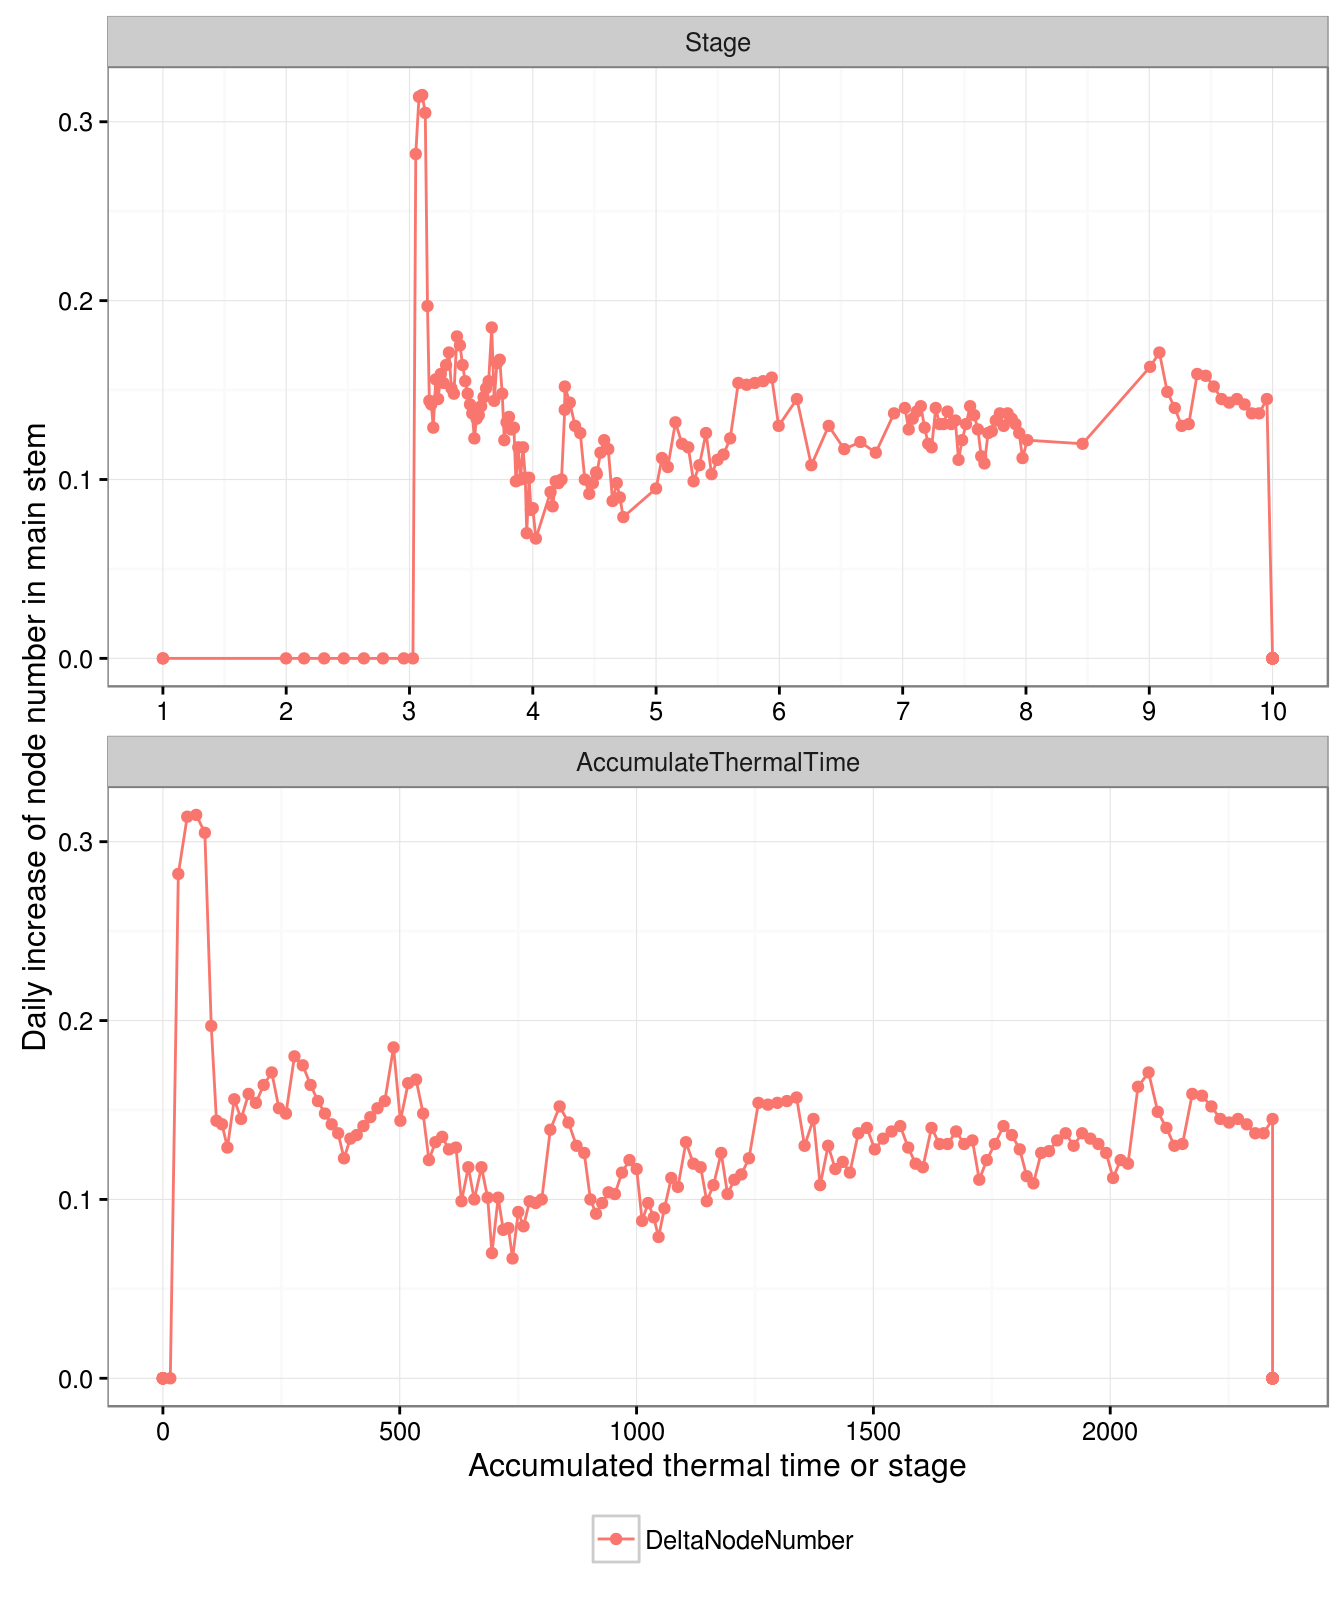 Stage
0.3
0.2
0.1
0.0
1 2 3 4 5 6 7 8 9 10
Daily increase of node number in main stem
AccumulateThermalTime
0.3
0.2
0.1
0.0
0 500 1000 1500 2000
Accumulated thermal time or stage
DeltaNodeNumber